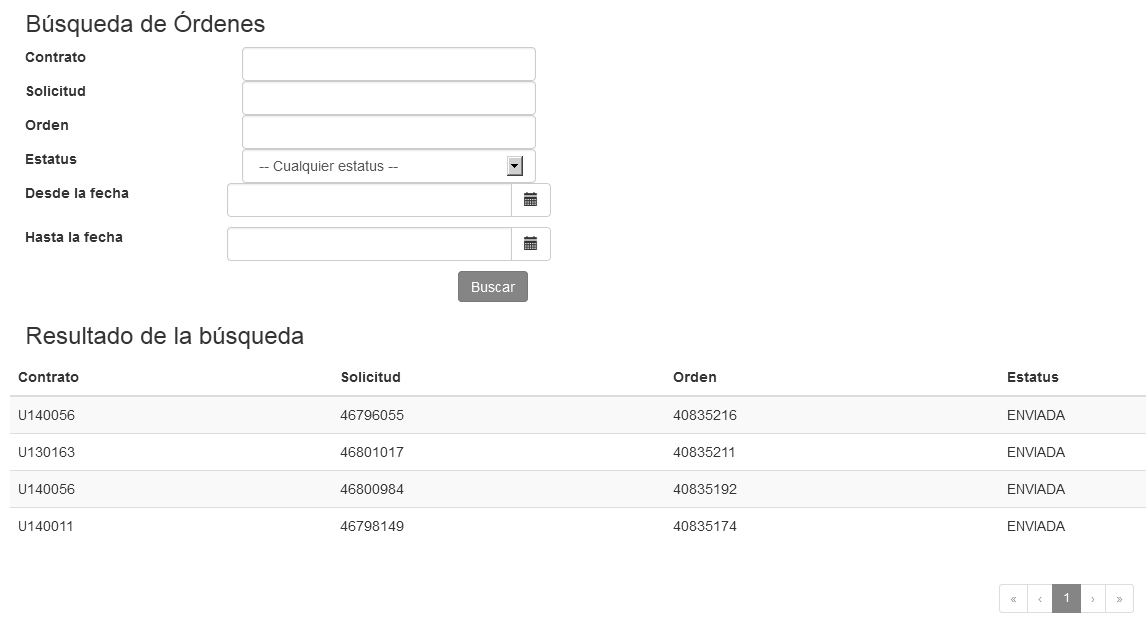 Búsqueda de Órdenes
Contrato
Solicitud
Orden
Estatus
-- Cualquier estatus --
Desde la fecha
Hasta la fecha
Buscar
Resultado de la búsqueda
Contrato Solicitud Orden Estatus
U140056 46796055 40835216 ENVIADA
U130163 46801017 40835211 ENVIADA
U140056 46800984 40835192 ENVIADA
U140011 46798149 40835174 ENVIADA
« ‹ 1 › »